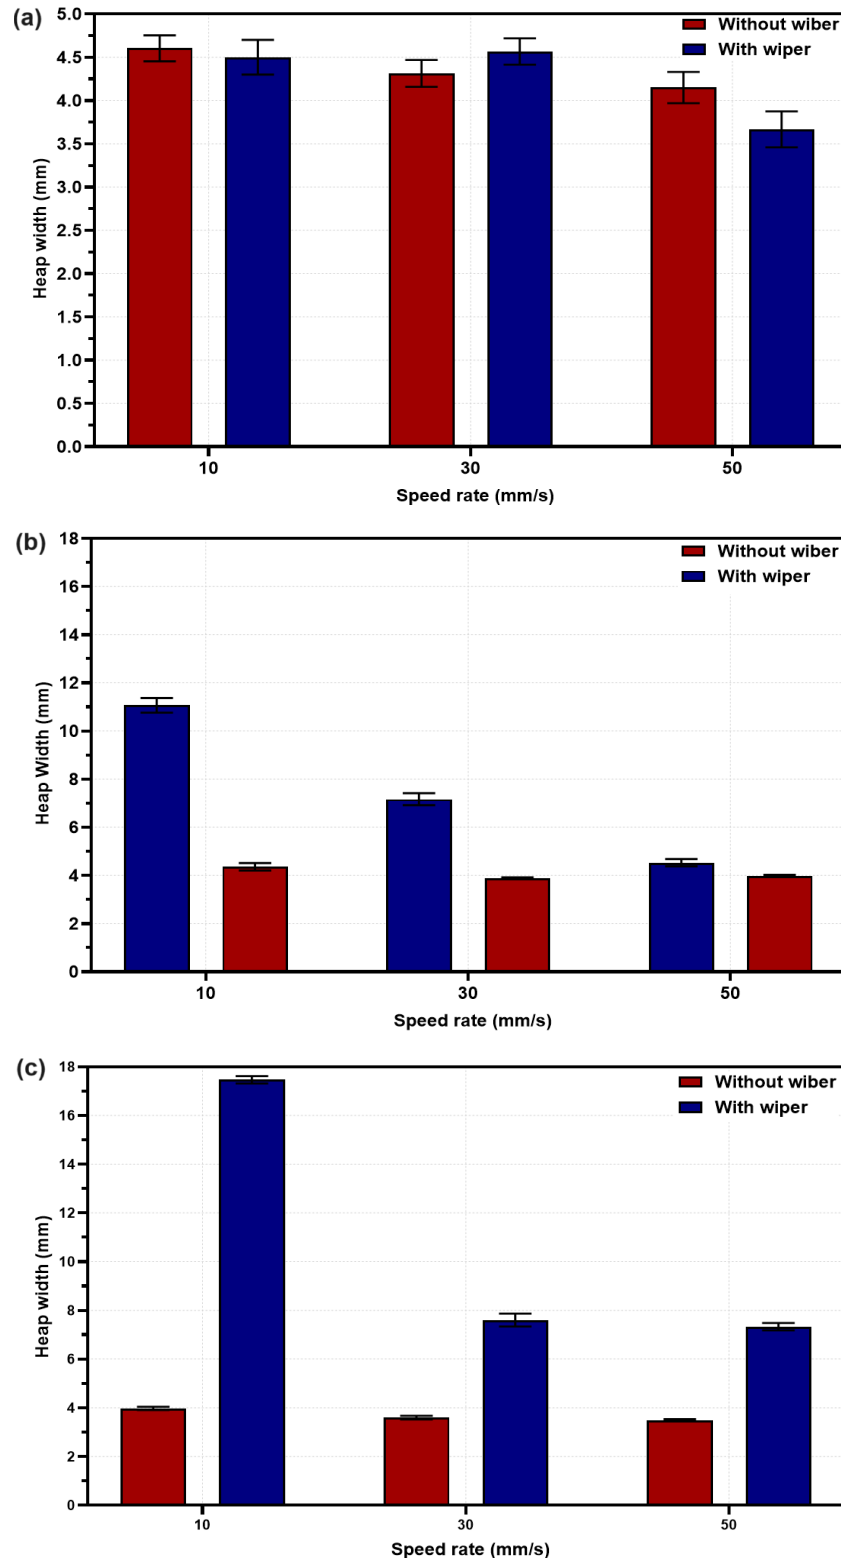 (a)
Without wiber
With wiper
5.0
4.5
4.0
3.5
3.0
2.5
2.0
1.5
1.0
0.5
0.0
Heap width (mm)
10 30 50
Speed rate (mm/s)
(b)
Without wiber
With wiper
18
16
14
12
10
8
6
4
2
0
Heap Width (mm)
10 30 50
Speed rate (mm/s)
(c)
Without wiber
With wiper
18
16
14
12
10
8
6
4
2
0
Heap width (mm)
10 30 50
Speed rate (mm/s)